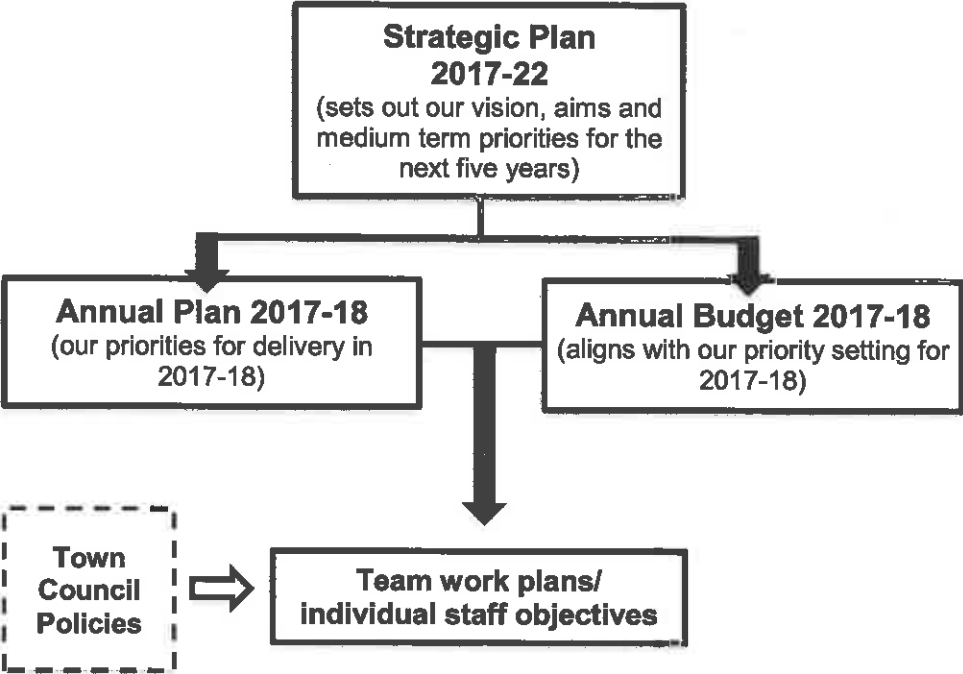 Strategic Plan
2017-22
(sets out our vision, aims and
medium term priorities for the
next five years)
Annual Plan 2017-18
(our priorities for delivery in
2017-18)
Annual Budget 2017-18
(aligns with our priority setting for
2017-18)
Town
Council
Policies
Team work plans/
individual staff objectives